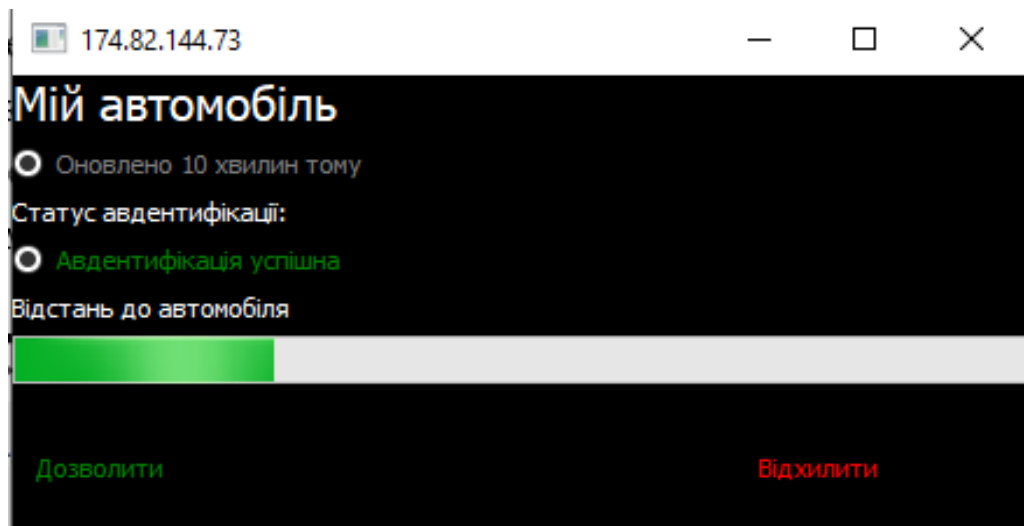 174.82.144.73
Мій автомобіль
Оновлено 10 хвилин тому
Статус авдентифікації:
Авдентифікація успішна
Відстань до автомобіля
Дозволити Відхилити